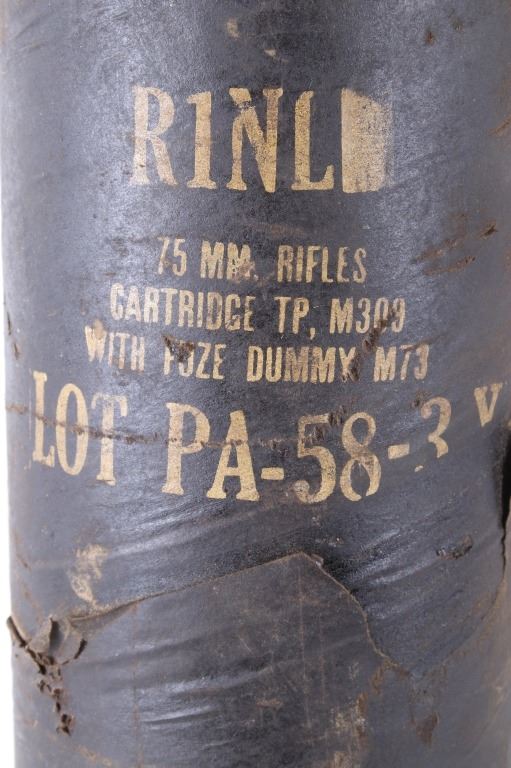 R1NL
75 MM. RIFLES
CARTRIDGE TP, M309
WITH FUZE DUMMY M73
LOT PA-58-3 V